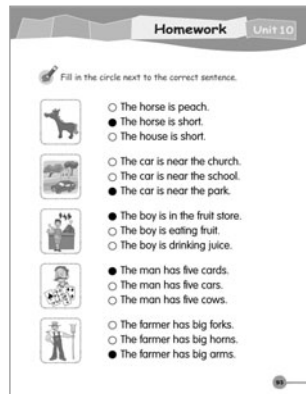 Homework
Unit 10
Fill in the circle next to the correct sentence.
The horse is peach.
The horse is short.
The house is short.
The car is near the church.
The car is near the school.
The car is near the park.
The boy is in the fruit store.
The boy is eating fruit.
The boy is drinking juice.
The man has five cards.
The man has five cars.
The man has five cows.
The farmer has big forks.
The farmer has big horns.
The farmer has big arms.
93